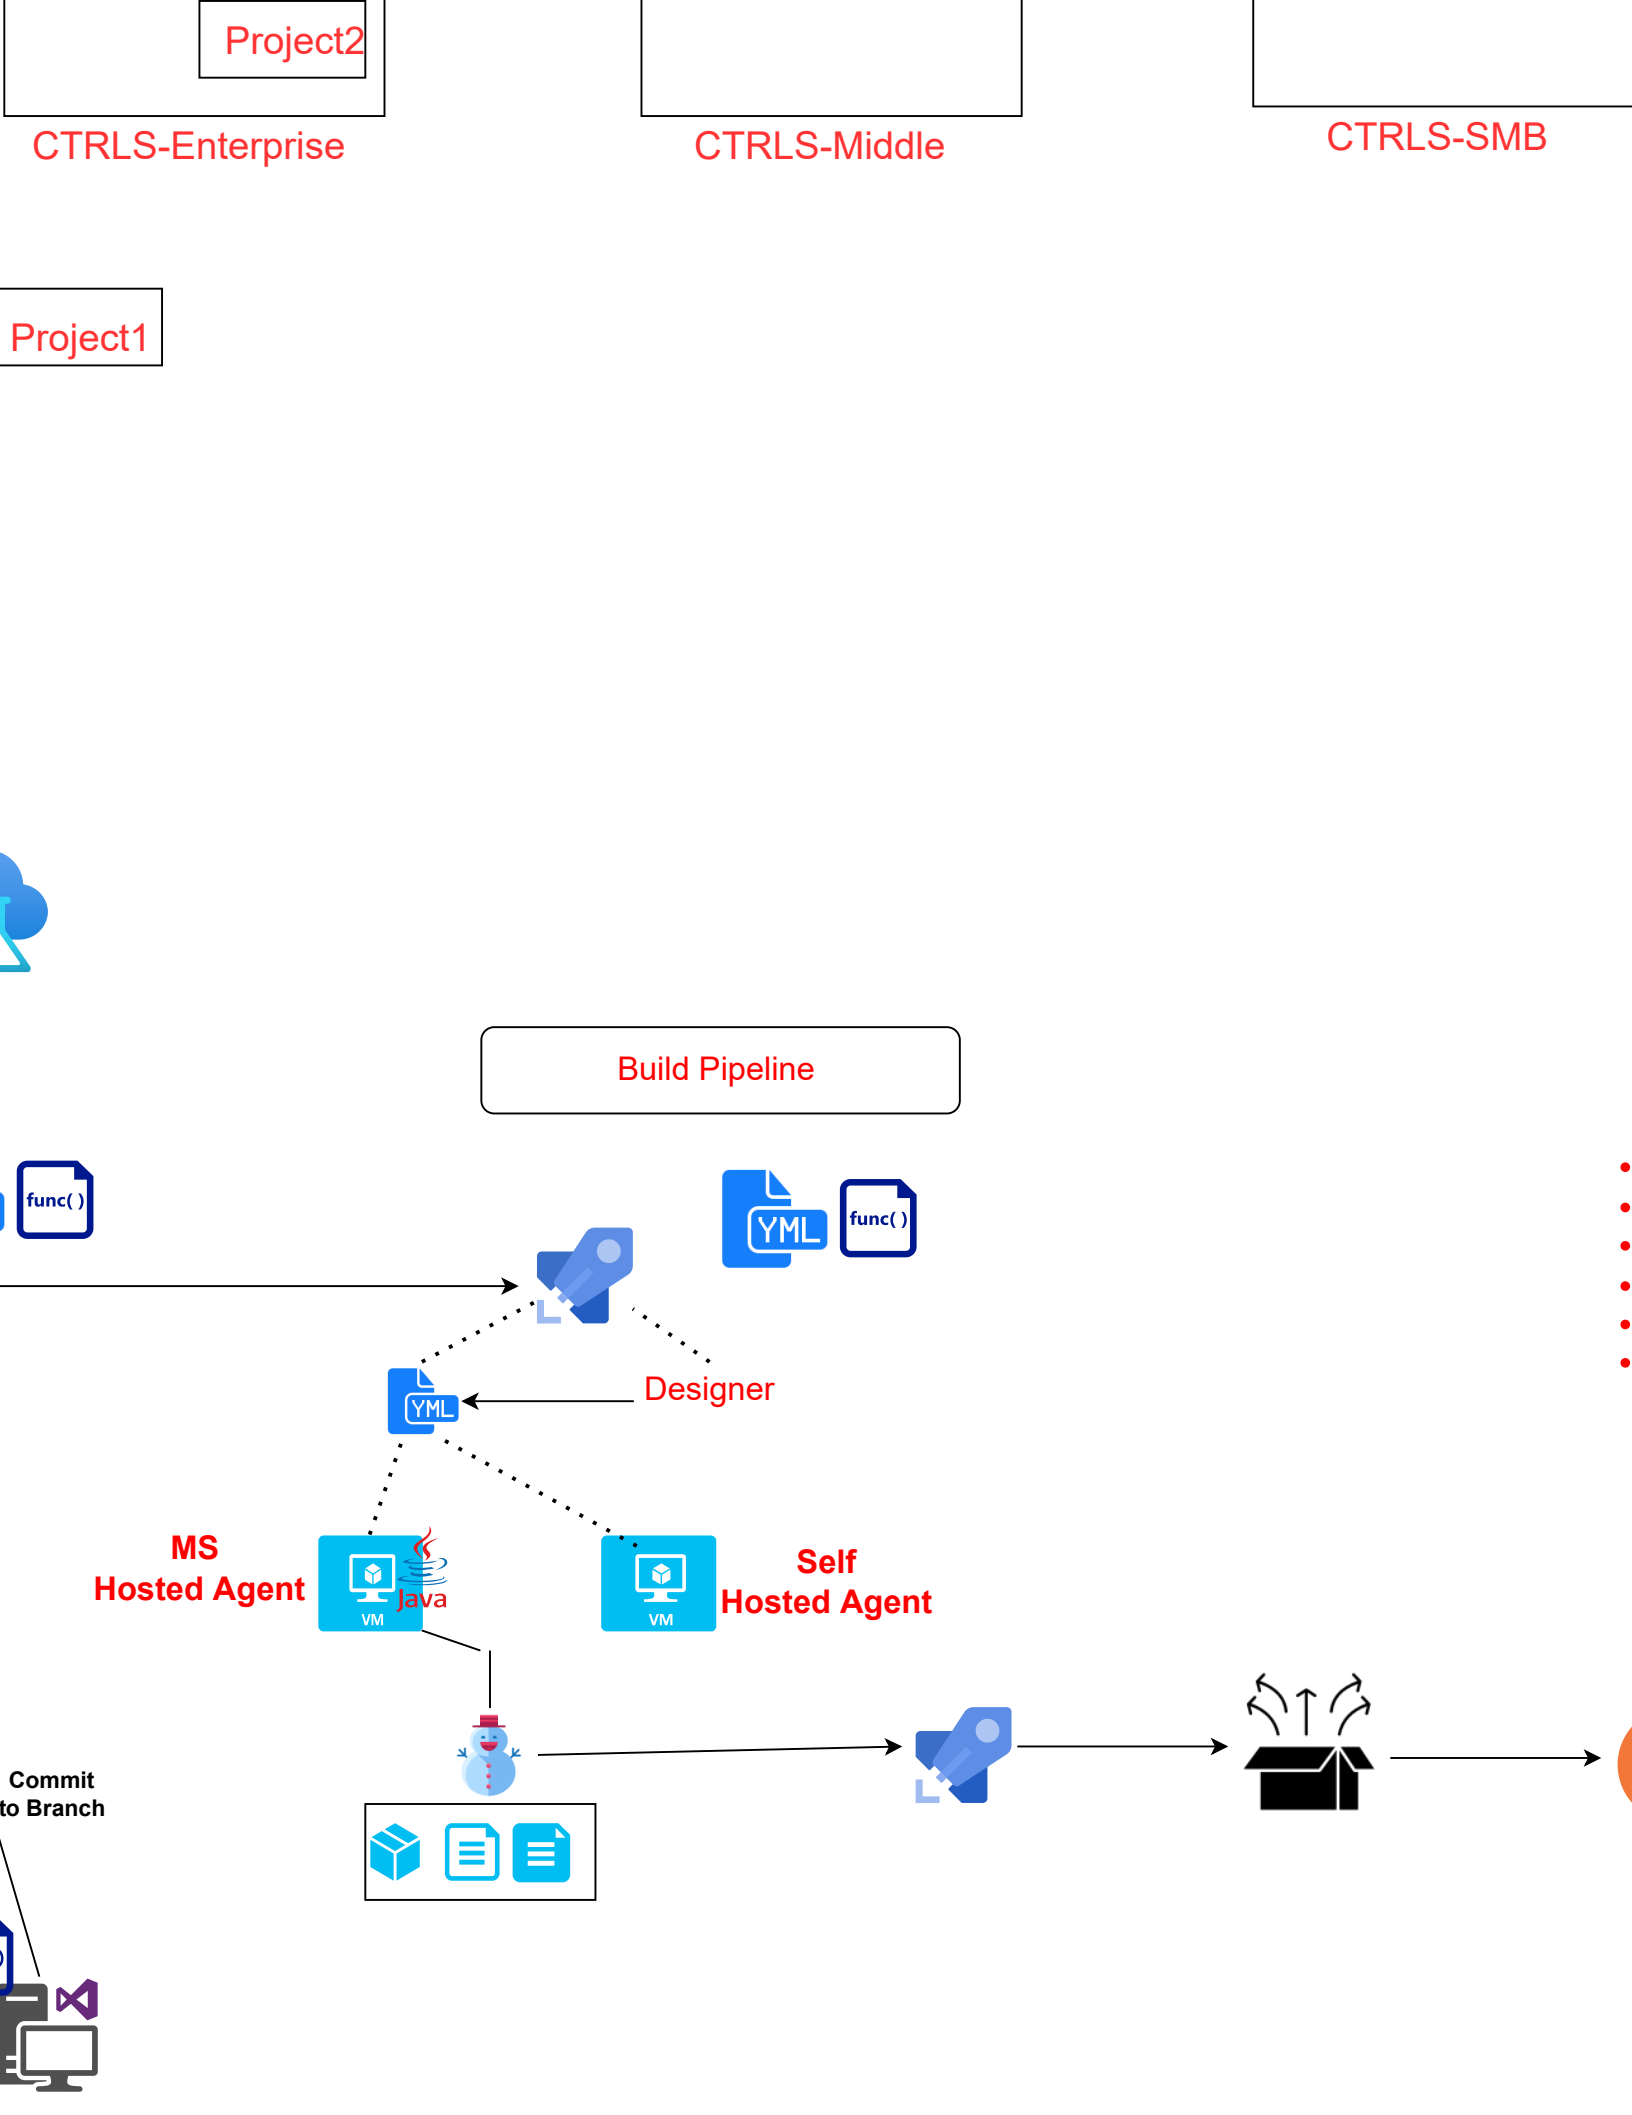 Project2
CTRLS-Enterprise
CTRLS-Middle
CTRLS-SMB
Project1
Build Pipeline
func( )
YML
func( )
YML
Designer
MS
Hosted Agent
Java
VM
VM
Self
Hosted Agent
Commit
to Branch